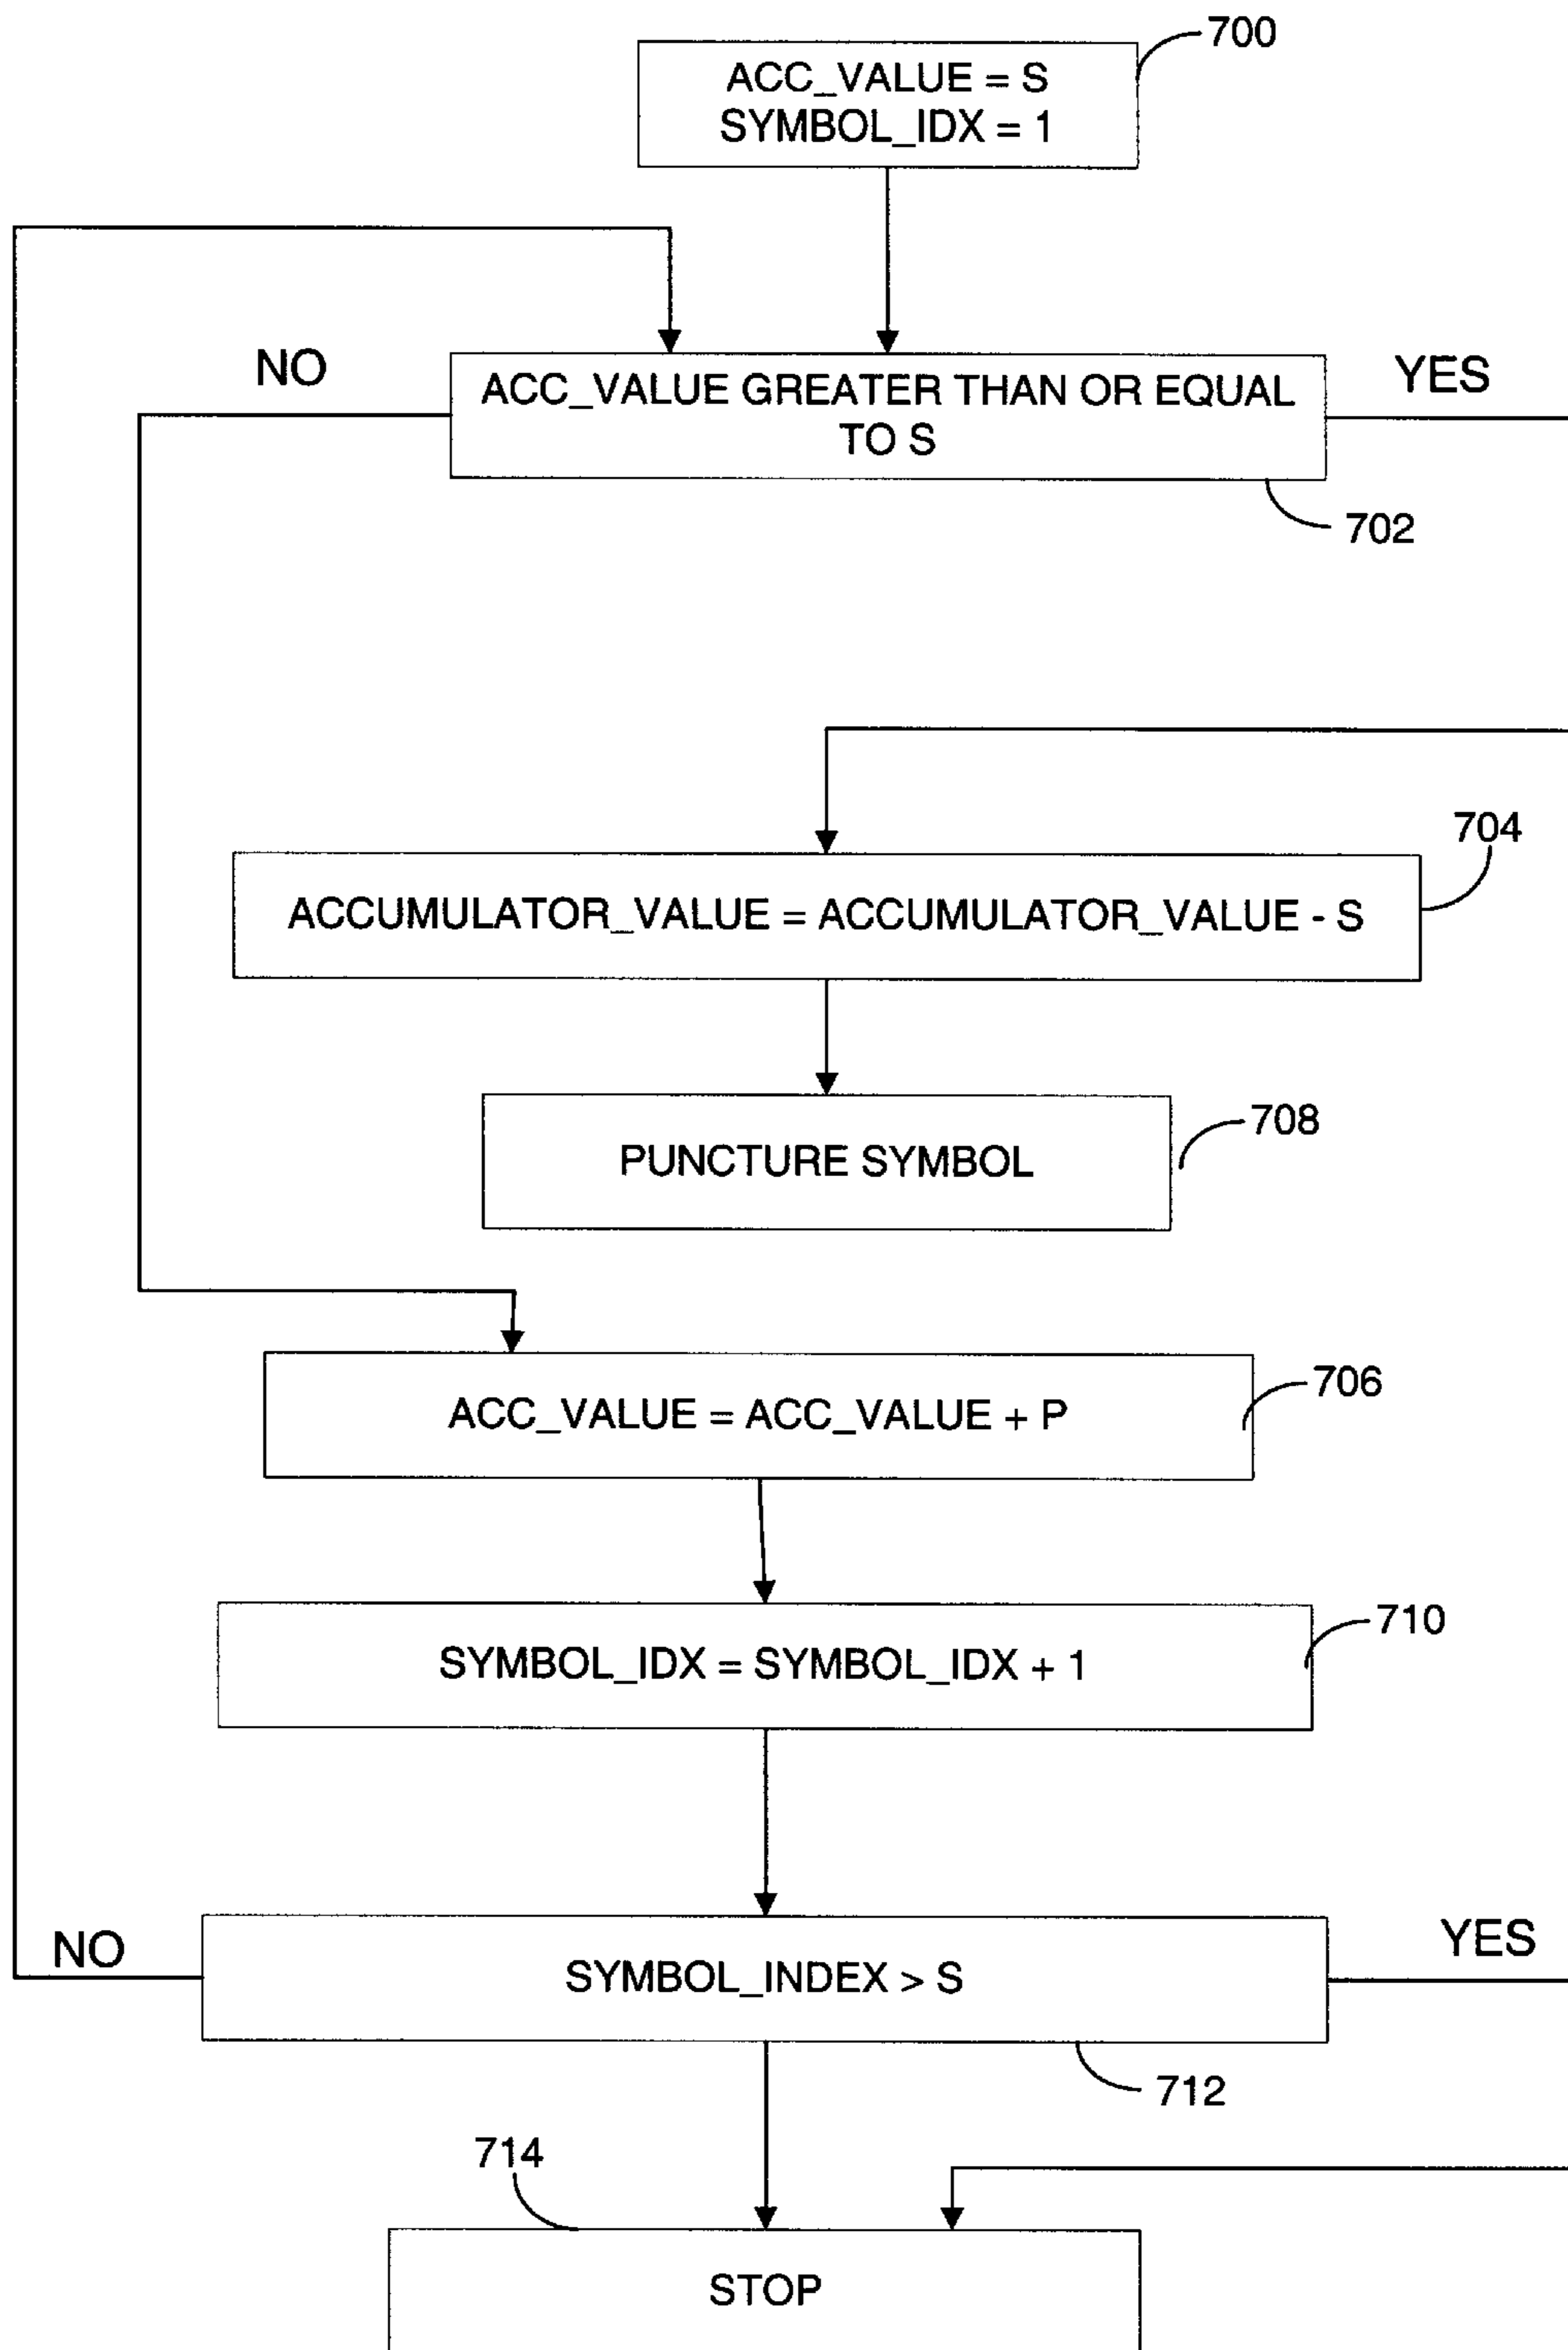 700
ACC_VALUE = S
SYMBOL_IDX = 1
NO
ACC_VALUE GREATER THAN OR EQUAL
TO S
YES
702
704
ACCUMULATOR_VALUE = ACCUMULATOR_VALUE - S
PUNCTURE SYMBOL
708
ACC_VALUE = ACC_VALUE + P
706
SYMBOL_IDX = SYMBOL_IDX + 1
710
NO
SYMBOL_INDEX > S
YES
712
714
STOP